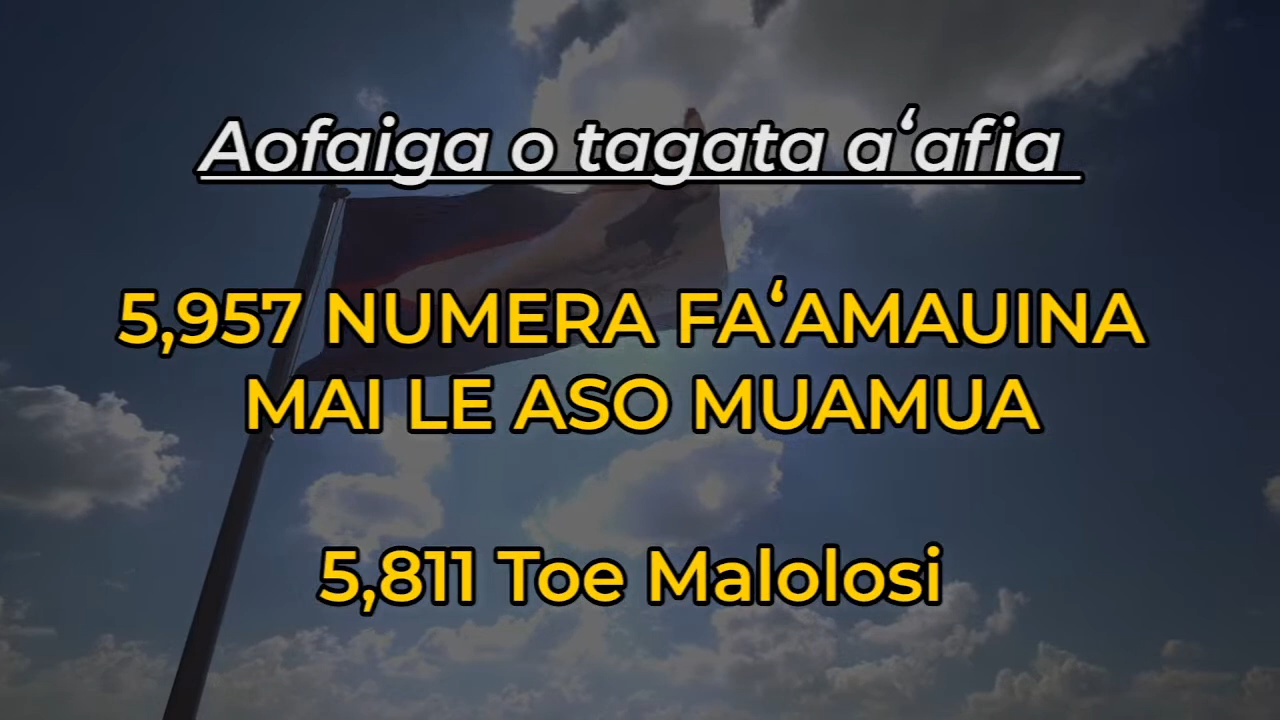 Aofaiga o tagata aʻafia
5,957 NUMERA FAʻAMAUINA
MAI LE ASO MUAMUA
5,811 Toe Malolosi